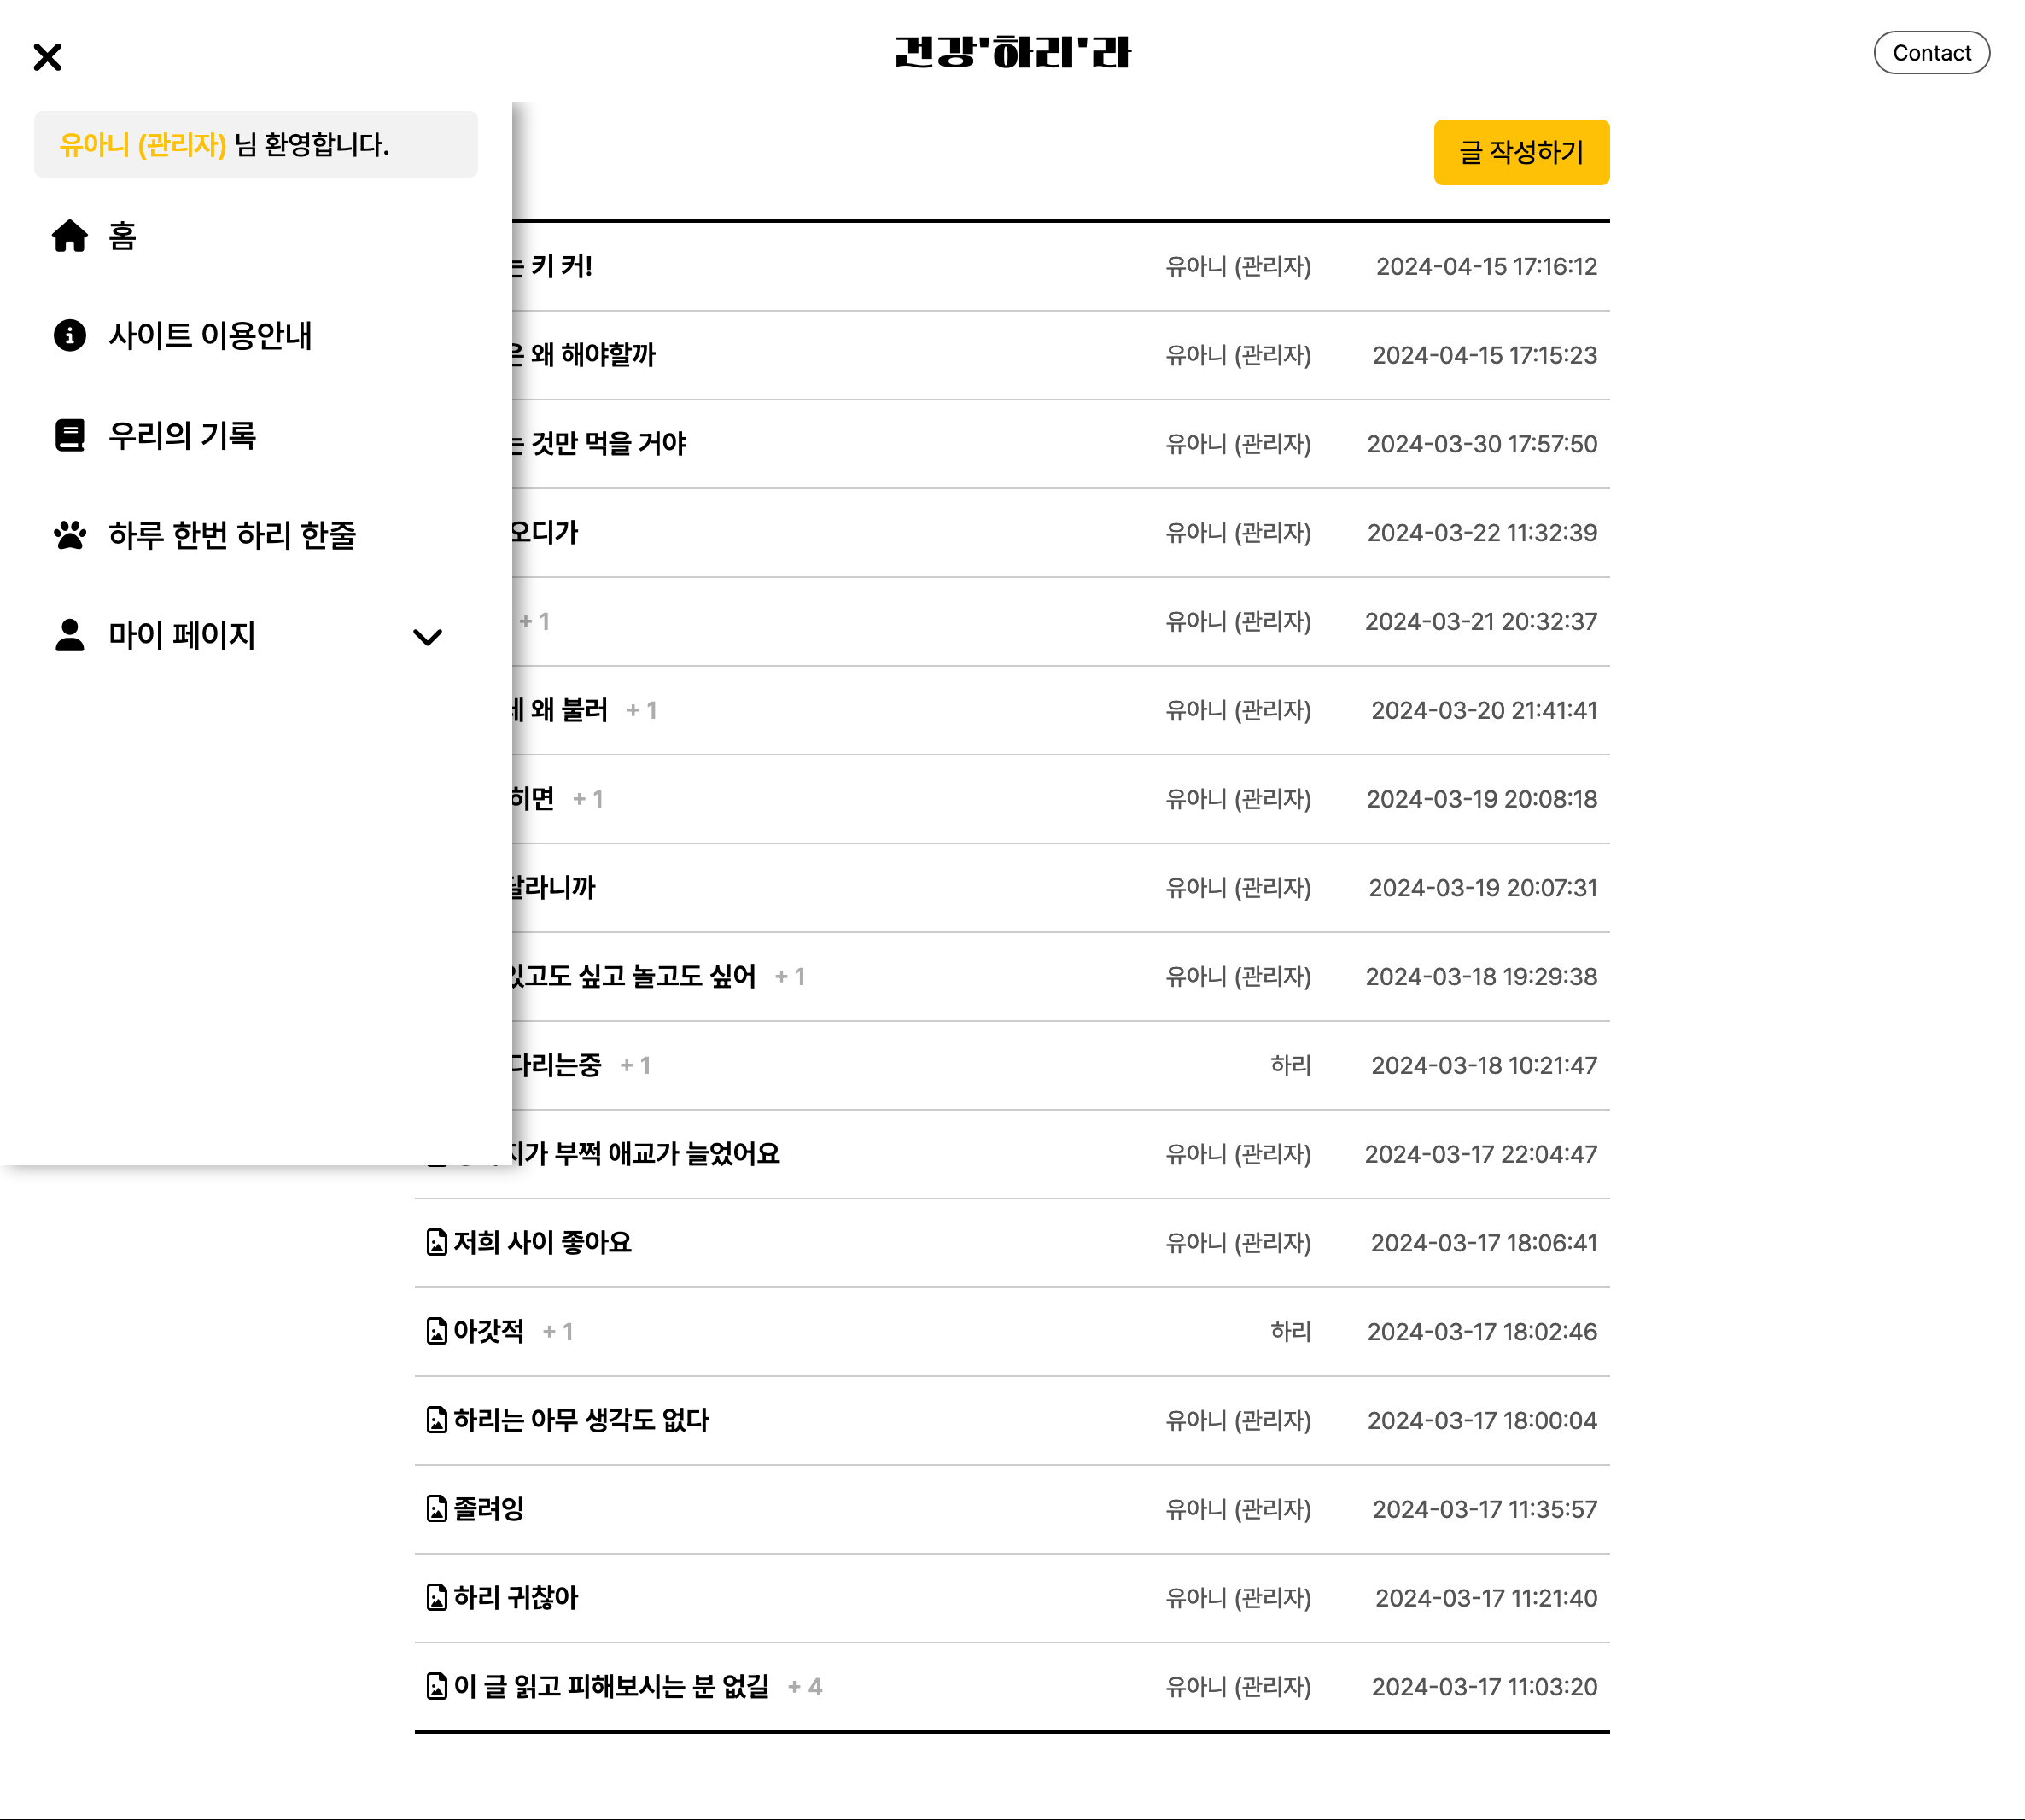 건강'하리'라
Contact
유아니 (관리자) 님 환영합니다.
홈
사이트 이용안내
우리의 기록
하루 한번 하리 한줄
마이 페이지
글 작성하기
키 커! 유아니 (관리자) 2024-04-15 17:16:12
왜 해야할까 유아니 (관리자) 2024-04-15 17:15:23
것만 먹을 거야 유아니 (관리자) 2024-03-30 17:57:50
오디가 유아니 (관리자) 2024-03-22 11:32:39
+ 1 유아니 (관리자) 2024-03-21 20:32:37
왜 불러 + 1 유아니 (관리자) 2024-03-20 21:41:41
히면 + 1 유아니 (관리자) 2024-03-19 20:08:18
달라니까 유아니 (관리자) 2024-03-19 20:07:31
있고도 싶고 놀고도 싶어 + 1 유아니 (관리자) 2024-03-18 19:29:38
다리는중 + 1 하리 2024-03-18 10:21:47
지가 부쩍 애교가 늘었어요 유아니 (관리자) 2024-03-17 22:04:47
저희 사이 좋아요 유아니 (관리자) 2024-03-17 18:06:41
아갓적 + 1 하리 2024-03-17 18:02:46
하리는 아무 생각도 없다 유아니 (관리자) 2024-03-17 18:00:04
졸려잉 유아니 (관리자) 2024-03-17 11:35:57
하리 귀찮아 유아니 (관리자) 2024-03-17 11:21:40
이 글 읽고 피해보시는 분 없길 + 4 유아니 (관리자) 2024-03-17 11:03:20